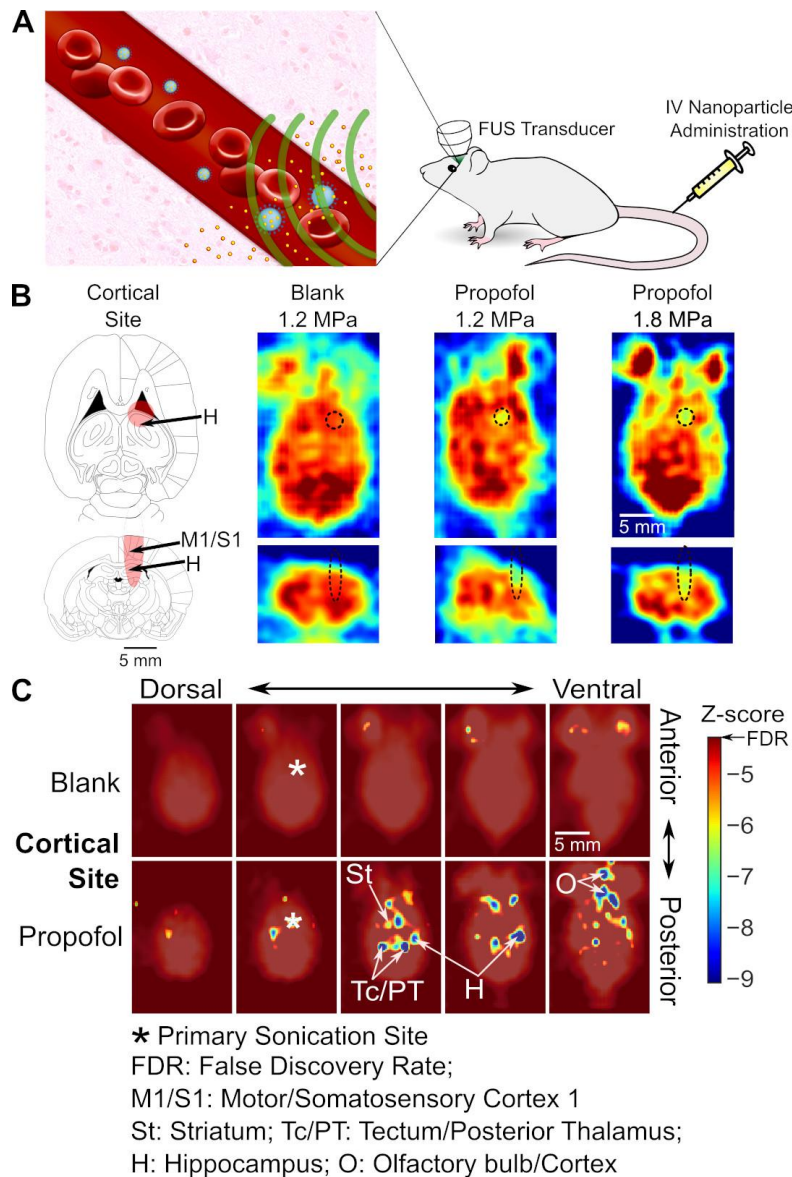 A
FUS Transducer
IV Nanoparticle
Administration
B
Cortical
Site
Blank
1.2 MPa
Propofol
1.2 MPa
Propofol
1.8 MPa
H
M1/S1
H
5 mm
5 mm
C
Dorsal
Ventral
Blank
*
5 mm
Anterior
Posterior
Z-score
FDR
−5
−6
−7
−8
−9
Cortical
Site
Propofol
*
St
Tc/PT
H
O
* Primary Sonication Site
FDR: False Discovery Rate;
M1/S1: Motor/Somatosensory Cortex 1
St: Striatum; Tc/PT: Tectum/Posterior Thalamus;
H: Hippocampus; O: Olfactory bulb/Cortex